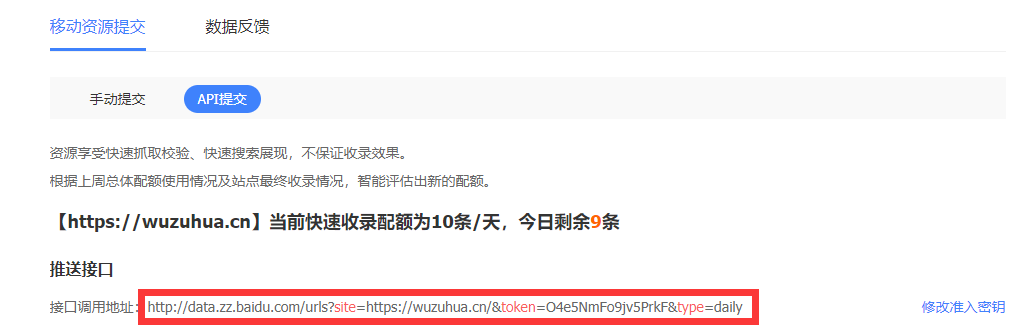 移动资源提交 数据反馈
手动提交 API提交
资源享受快速抓取校验、快速搜索展现，不保证收录效果。
根据上周总体配额使用情况及站点最终收录情况，智能评估出新的配额。
【https://wuzuhua.cn】当前快速收录配额为10条/天，今日剩余9条
推送接口
接口调用地址： http://data.zz.baidu.com/urls?site=https://wuzuhua.cn/&token=O4e5NmFo9jv5PrkF&type=daily 修改准入密钥